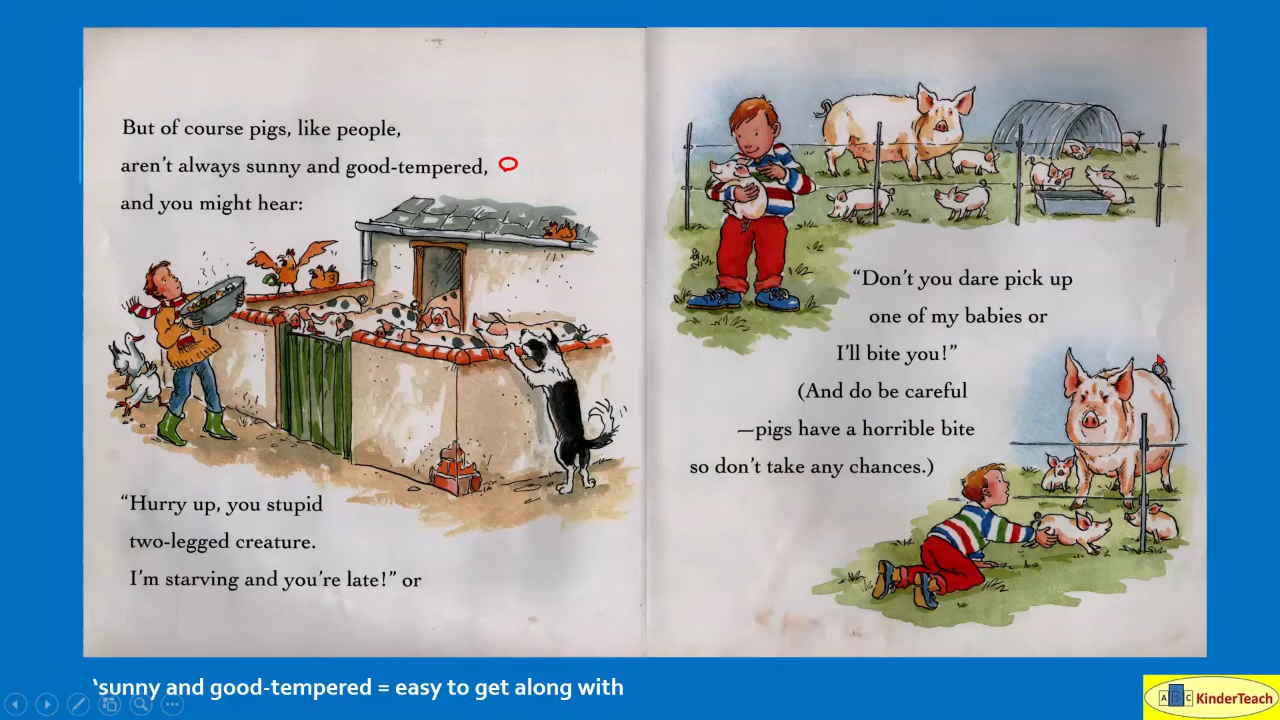 But of course pigs, like people,
aren't always sunny and good-tempered,
and you might hear:
“Hurry up, you stupid
two-legged creature.
I'm starving and you're late!” or
“Don't you dare pick up
one of my babies or
I'll bite you!”
(And do be careful
—pigs have a horrible bite
so don't take any chances.)
‘sunny and good-tempered = easy to get along with
ABC KinderTeach